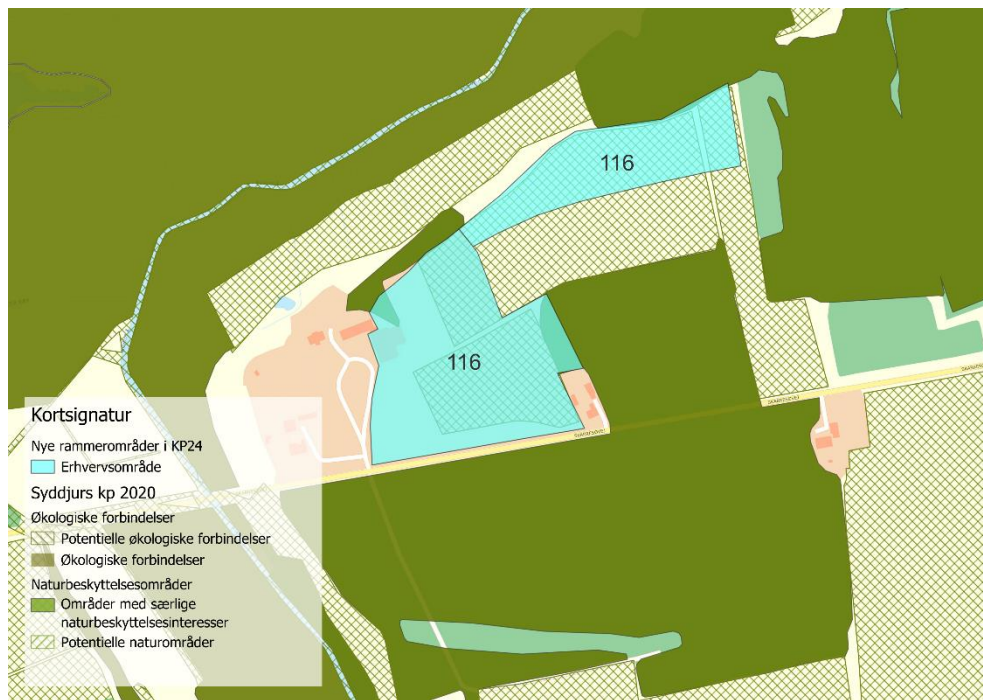 116
116
Kortsignatur
Nye rammerområder i KP24
Erhvervsområde
Syddjurs kp 2020
Økologiske forbindelser
Potentielle økologiske forbindelser
Økologiske forbindelser
Naturbeskyttelsesområder
Områder med særlige
naturbeskyttelsesinteresser
Potentielle naturområder